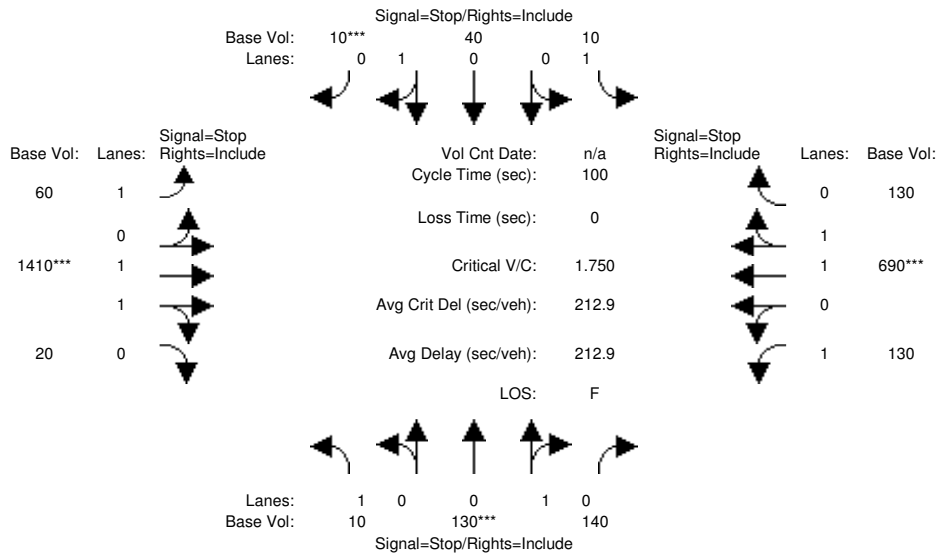 Signal=Stop/Rights=Include
Base Vol: 10*** 40 10
Lanes: 0 1 0 0 1
Signal=Stop
Base Vol: Lanes: Rights=Include
Vol Cnt Date: n/a
Signal=Stop
Rights=Include Lanes: Base Vol:
Cycle Time (sec): 100
60 1
0 130
Loss Time (sec): 0
0
1
1410*** 1
Critical V/C: 1.750
1 690***
1
Avg Crit Del (sec/veh): 212.9
0
20 0
Avg Delay (sec/veh): 212.9
1 130
LOS: F
Lanes: 1 0 0 1 0
Base Vol: 10 130*** 140
Signal=Stop/Rights=Include